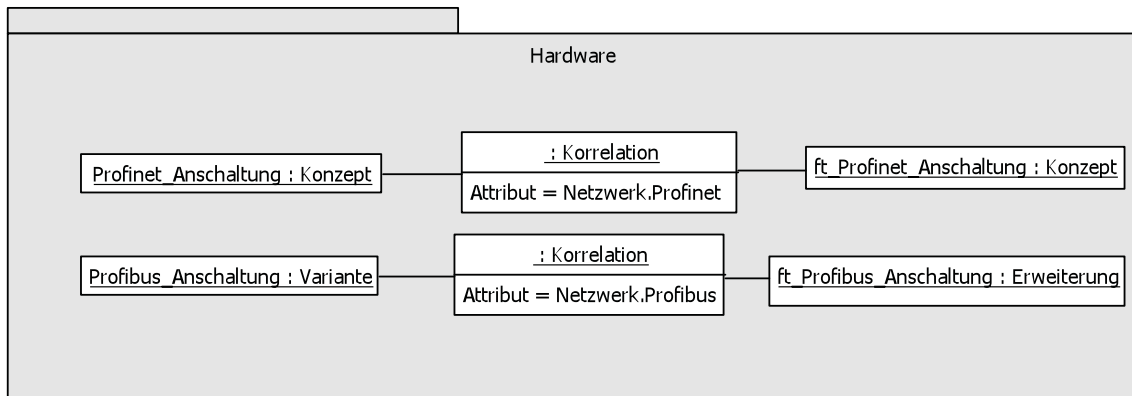 Hardware
Profinet_Anschaltung : Konzept
: Korrelation
Attribut = Netzwerk.Profinet
ft_Profinet_Anschaltung : Konzept
Profibus_Anschaltung : Variante
: Korrelation
Attribut = Netzwerk.Profibus
ft_Profibus_Anschaltung : Erweiterung